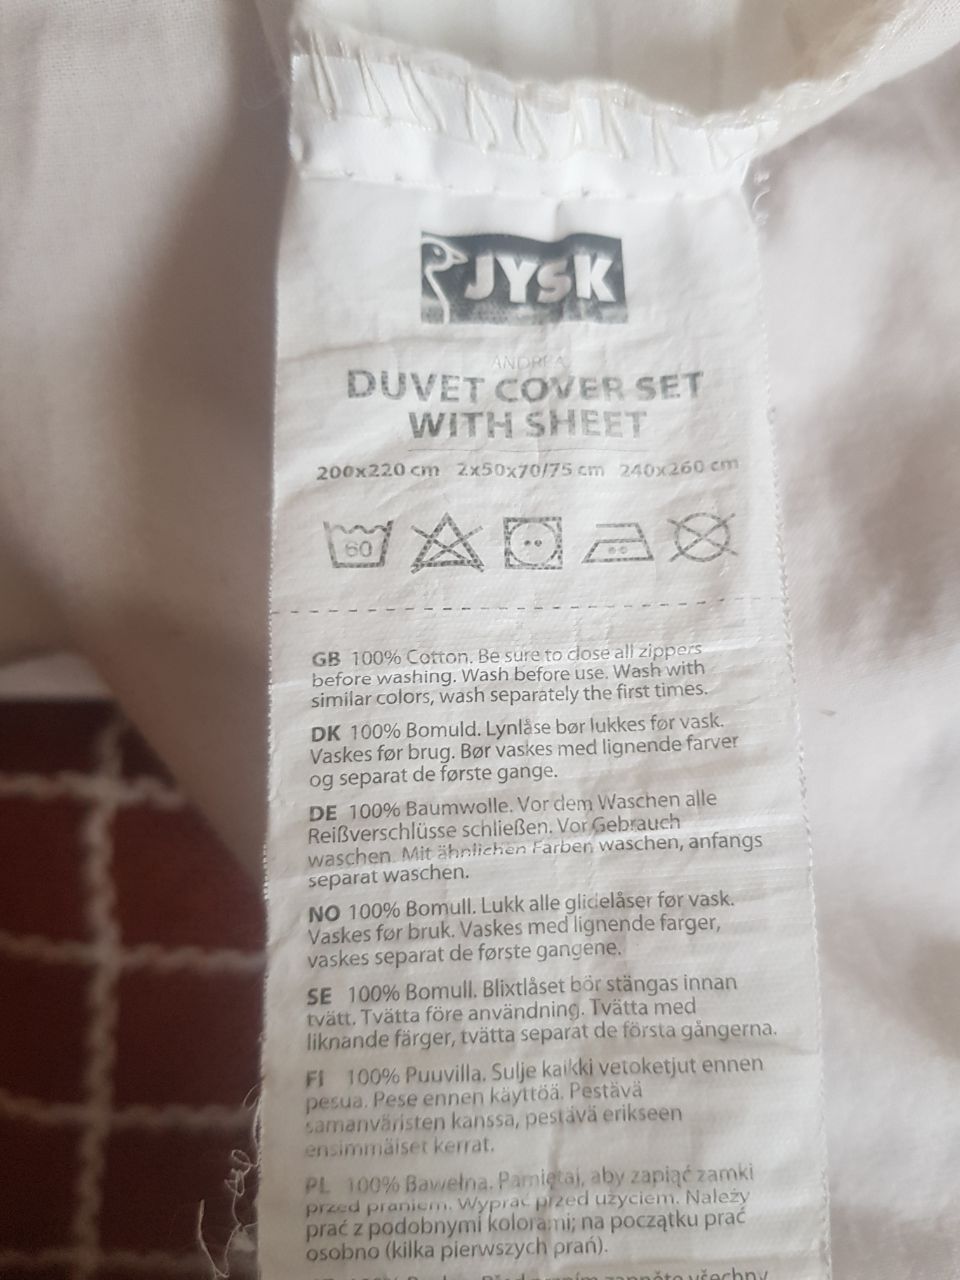 JYSK
ANDREA
DUVET COVER SET
WITH SHEET
200x220 cm 2x50x70/75 cm 240x260 cm
60
GB 100% Cotton. Be sure to close all zippers
before washing. Wash before use. Wash with
similar colors, wash separately the first times.
DK 100% Bomuld. Lynlåse bør lukkes før vask.
Vaskes før brug. Bør vaskes med lignende farver
og separat de første gange.
DE 100% Baumwolle. Vor dem Waschen alle
Reißverschlüsse schließen. Vor Gebrauch
waschen. Mit ähnlichen Farben waschen, anfangs
separat waschen.
NO 100% Bomull. Lukk alle glidelåser før vask.
Vaskes før bruk. Vaskes med lignende farger,
vaskes separat de første gangene.
SE 100% Bomull. Blixtlåset bör stängas innan
tvätt. Tvätta före användning. Tvätta med
liknande färger, tvätta separat de första gångerna.
FI 100% Puuvilla. Sulje kaikki vetoketjut ennen
pesua. Pese ennen käyttöä. Pestävä
samanväristen kanssa, pestävä erikseen
ensimmäiset kerrat.
PL 100% Bawełna. Pamiętaj, aby zapiąć zamki
przed praniem. Wyprać przed użyciem. Należy
prać z podobnymi kolorami; na początku prać
osobno (kilka pierwszych prań).